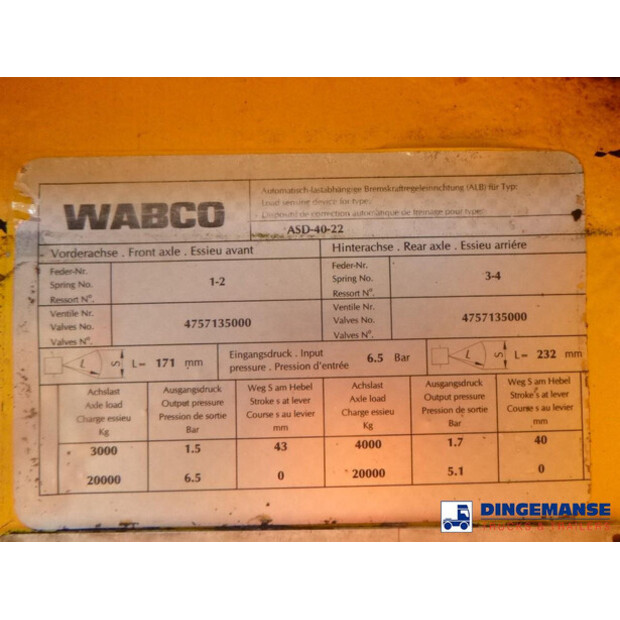 WABCO
Automatisch-lastabhängige Bremskraftregeleinrichtung (ALB) für Typ:
Load sensing device for type:
Dispositif de correction automatique de freinage pour type:
ASD-40-22
Vorderachse . Front axle . Essieu avant
Hinterachse . Rear axle . Essieu arriére
Feder-Nr.
Spring No.
Ressort Nº.
1-2
Feder-Nr.
Spring No.
Ressort Nº.
3-4
Ventile Nr.
Valves No.
Valves Nº.
4757135000
Ventile Nr.
Valves No.
Valves Nº.
4757135000
L S L= 171 mm
Eingangsdruck . Input
pressure . Pression d'entrée
6.5 Bar
L S L= 232 mm
Achslast
Axle load
Charge essieu
Kg
Ausgangsdruck
Output pressure
Pression de sortie
Bar
Weg S am Hebel
Stroke s at lever
Course s au levier
mm
Achslast
Axle load
Charge essieu
Kg
Ausgangsdruck
Output pressure
Pression de sortie
Bar
Weg S am Hebel
Stroke s at lever
Course s au levier
mm
3000 1.5 43 4000 1.7 40
20000 6.5 0 20000 5.1 0
DINGEMANSE
TRUCKS & TRAILERS